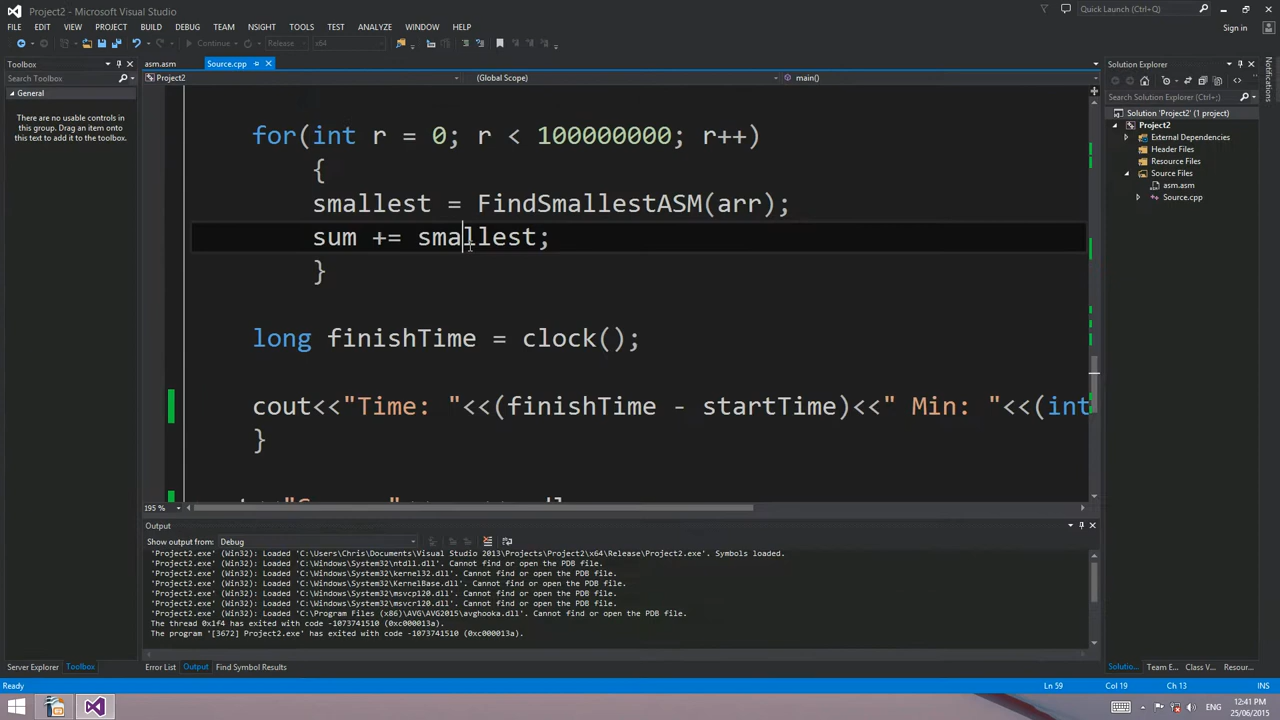 Project2 - Microsoft Visual Studio
Quick Launch (Ctrl+Q)
FILE EDIT VIEW PROJECT BUILD DEBUG TEAM NSIGHT TOOLS TEST ANALYZE WINDOW HELP
Sign in
Continue Release
Toolbox
asm.asm Source.cpp
Solution Explorer
Search Toolbox
Project2 (Global Scope) main()
General
There are no usable controls in
this group. Drag an item onto
this text to add it to the toolbox.
Search Solution Explorer (Ctrl+;)
Solution 'Project2' (1 project)
Project2
External Dependencies
Header Files
Resource Files
Source Files
asm.asm
Source.cpp
Notifications
for(int r = 0; r < 100000000; r++)
{
smallest = FindSmallestASM(arr);
sum += smallest;
}
long finishTime = clock();
cout<<"Time: "<<(finishTime - startTime)<<" Min: "<<(int
}
195 %
Output
Show output from: Debug
'Project2.exe' (Win32): Loaded 'C:\Users\Chris\Documents\Visual Studio 2013\Projects\Project2\x64\Release\Project2.exe'. Symbols loaded.
'Project2.exe' (Win32): Loaded 'C:\Windows\System32\ntdll.dll'. Cannot find or open the PDB file.
'Project2.exe' (Win32): Loaded 'C:\Windows\System32\kernel32.dll'. Cannot find or open the PDB file.
'Project2.exe' (Win32): Loaded 'C:\Windows\System32\KernelBase.dll'. Cannot find or open the PDB file.
'Project2.exe' (Win32): Loaded 'C:\Windows\System32\msvcp120.dll'. Cannot find or open the PDB file.
'Project2.exe' (Win32): Loaded 'C:\Windows\System32\msvcr120.dll'. Cannot find or open the PDB file.
'Project2.exe' (Win32): Loaded 'C:\Program Files (x86)\AVG\AVG2015\avghooka.dll'. Cannot find or open the PDB file.
The thread 0x1f4 has exited with code -1073741510 (0xc000013a).
The program '[3672] Project2.exe' has exited with code -1073741510 (0xc000013a).
Server Explorer Toolbox
Error List Output Find Symbol Results
Solutio... Team E... Class V... Resour...
Ready
Ln 59 Col 19 Ch 13 INS
ENG
12:41 PM
25/06/2015